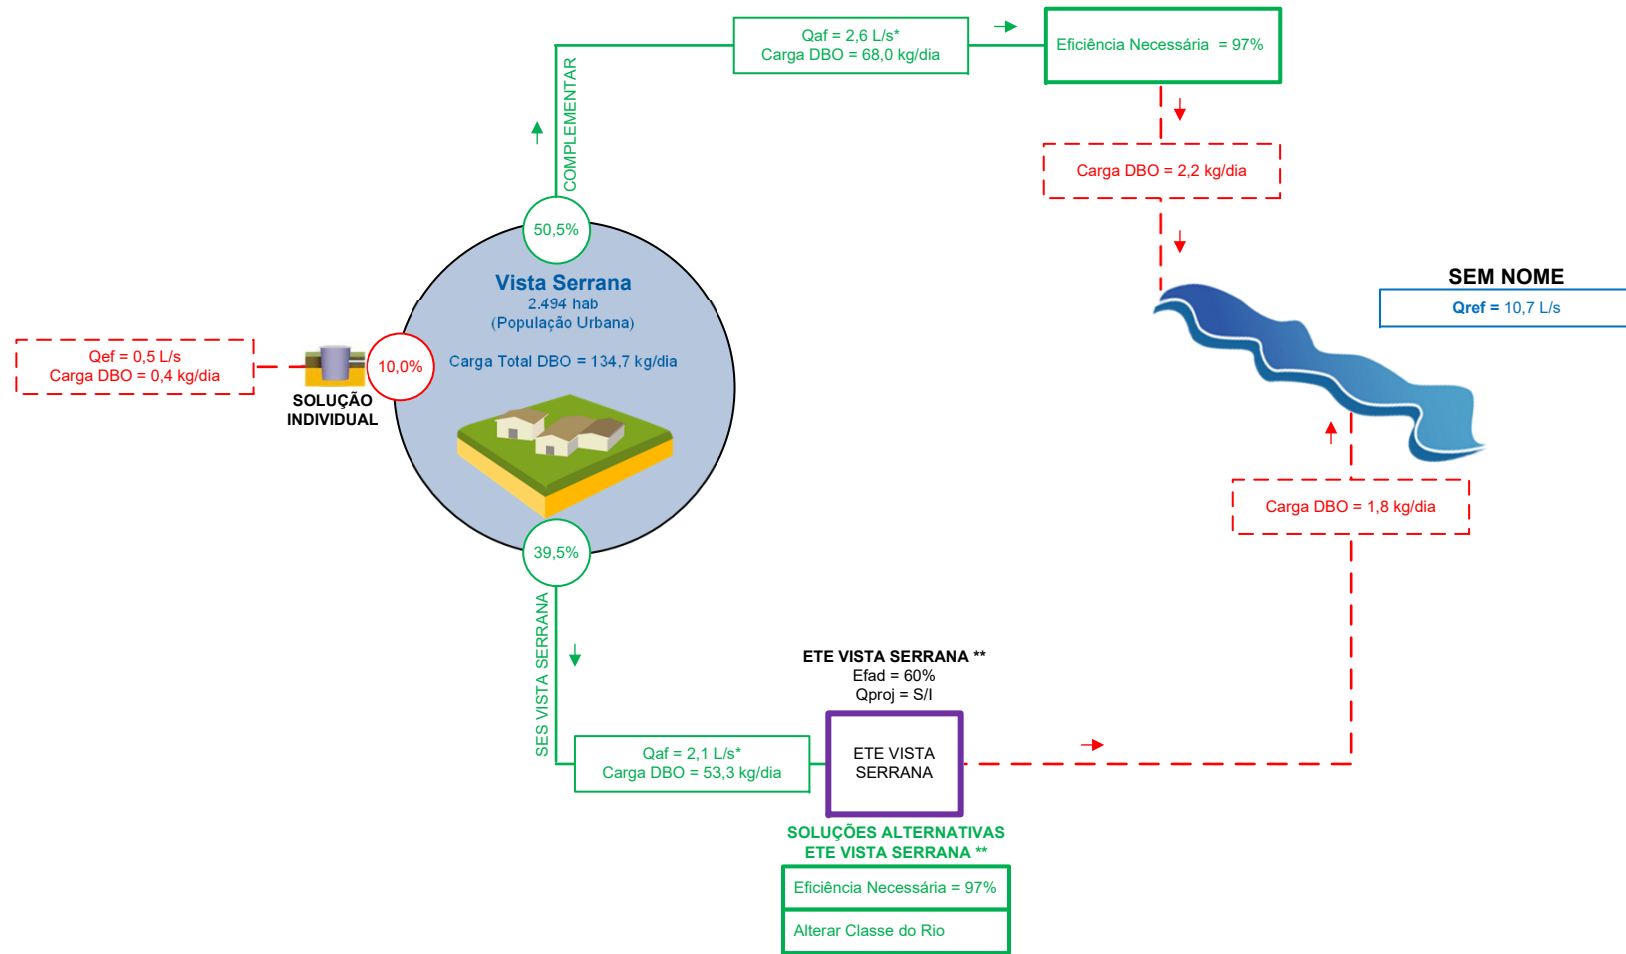 Qaf = 2,6 L/s*
Carga DBO = 68,0 kg/dia
Eficiência Necessária = 97%
COMPLEMENTAR
Carga DBO = 2,2 kg/dia
50,5%
Vista Serrana
2.494 hab
(População Urbana)
Carga Total DBO = 134,7 kg/dia
SEM NOME
Qref = 10,7 L/s
Qef = 0,5 L/s
Carga DBO = 0,4 kg/dia
10,0%
SOLUÇÃO
INDIVIDUAL
39,5%
Carga DBO = 1,8 kg/dia
SES VISTA SERRANA
ETE VISTA SERRANA **
Efad = 60%
Qproj = S/I
Qaf = 2,1 L/s*
Carga DBO = 53,3 kg/dia
ETE VISTA
SERRANA
SOLUÇÕES ALTERNATIVAS
ETE VISTA SERRANA **
Eficiência Necessária = 97%
Alterar Classe do Rio